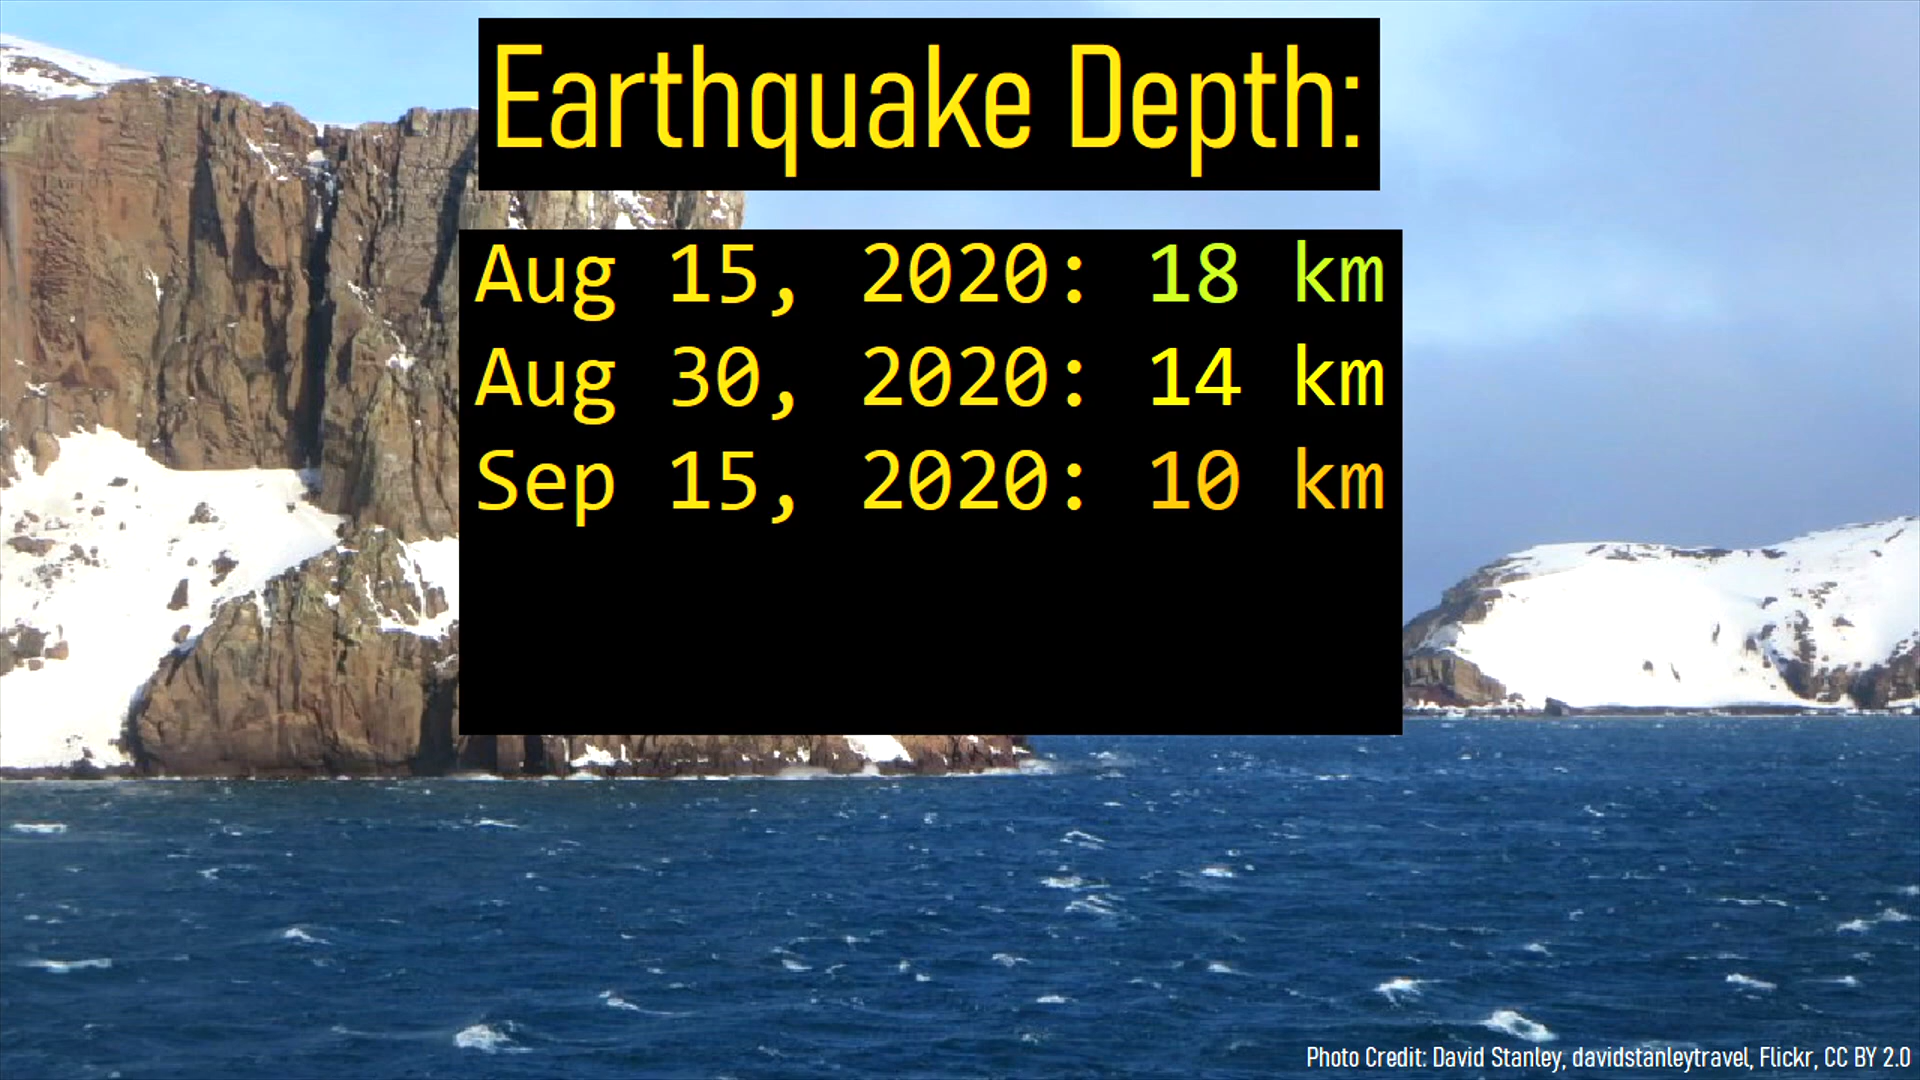 Earthquake Depth:
Aug 15, 2020: 18 km
Aug 30, 2020: 14 km
Sep 15, 2020: 10 km
Photo Credit: David Stanley, davidstanleytravel, Flickr, CC BY 2.0